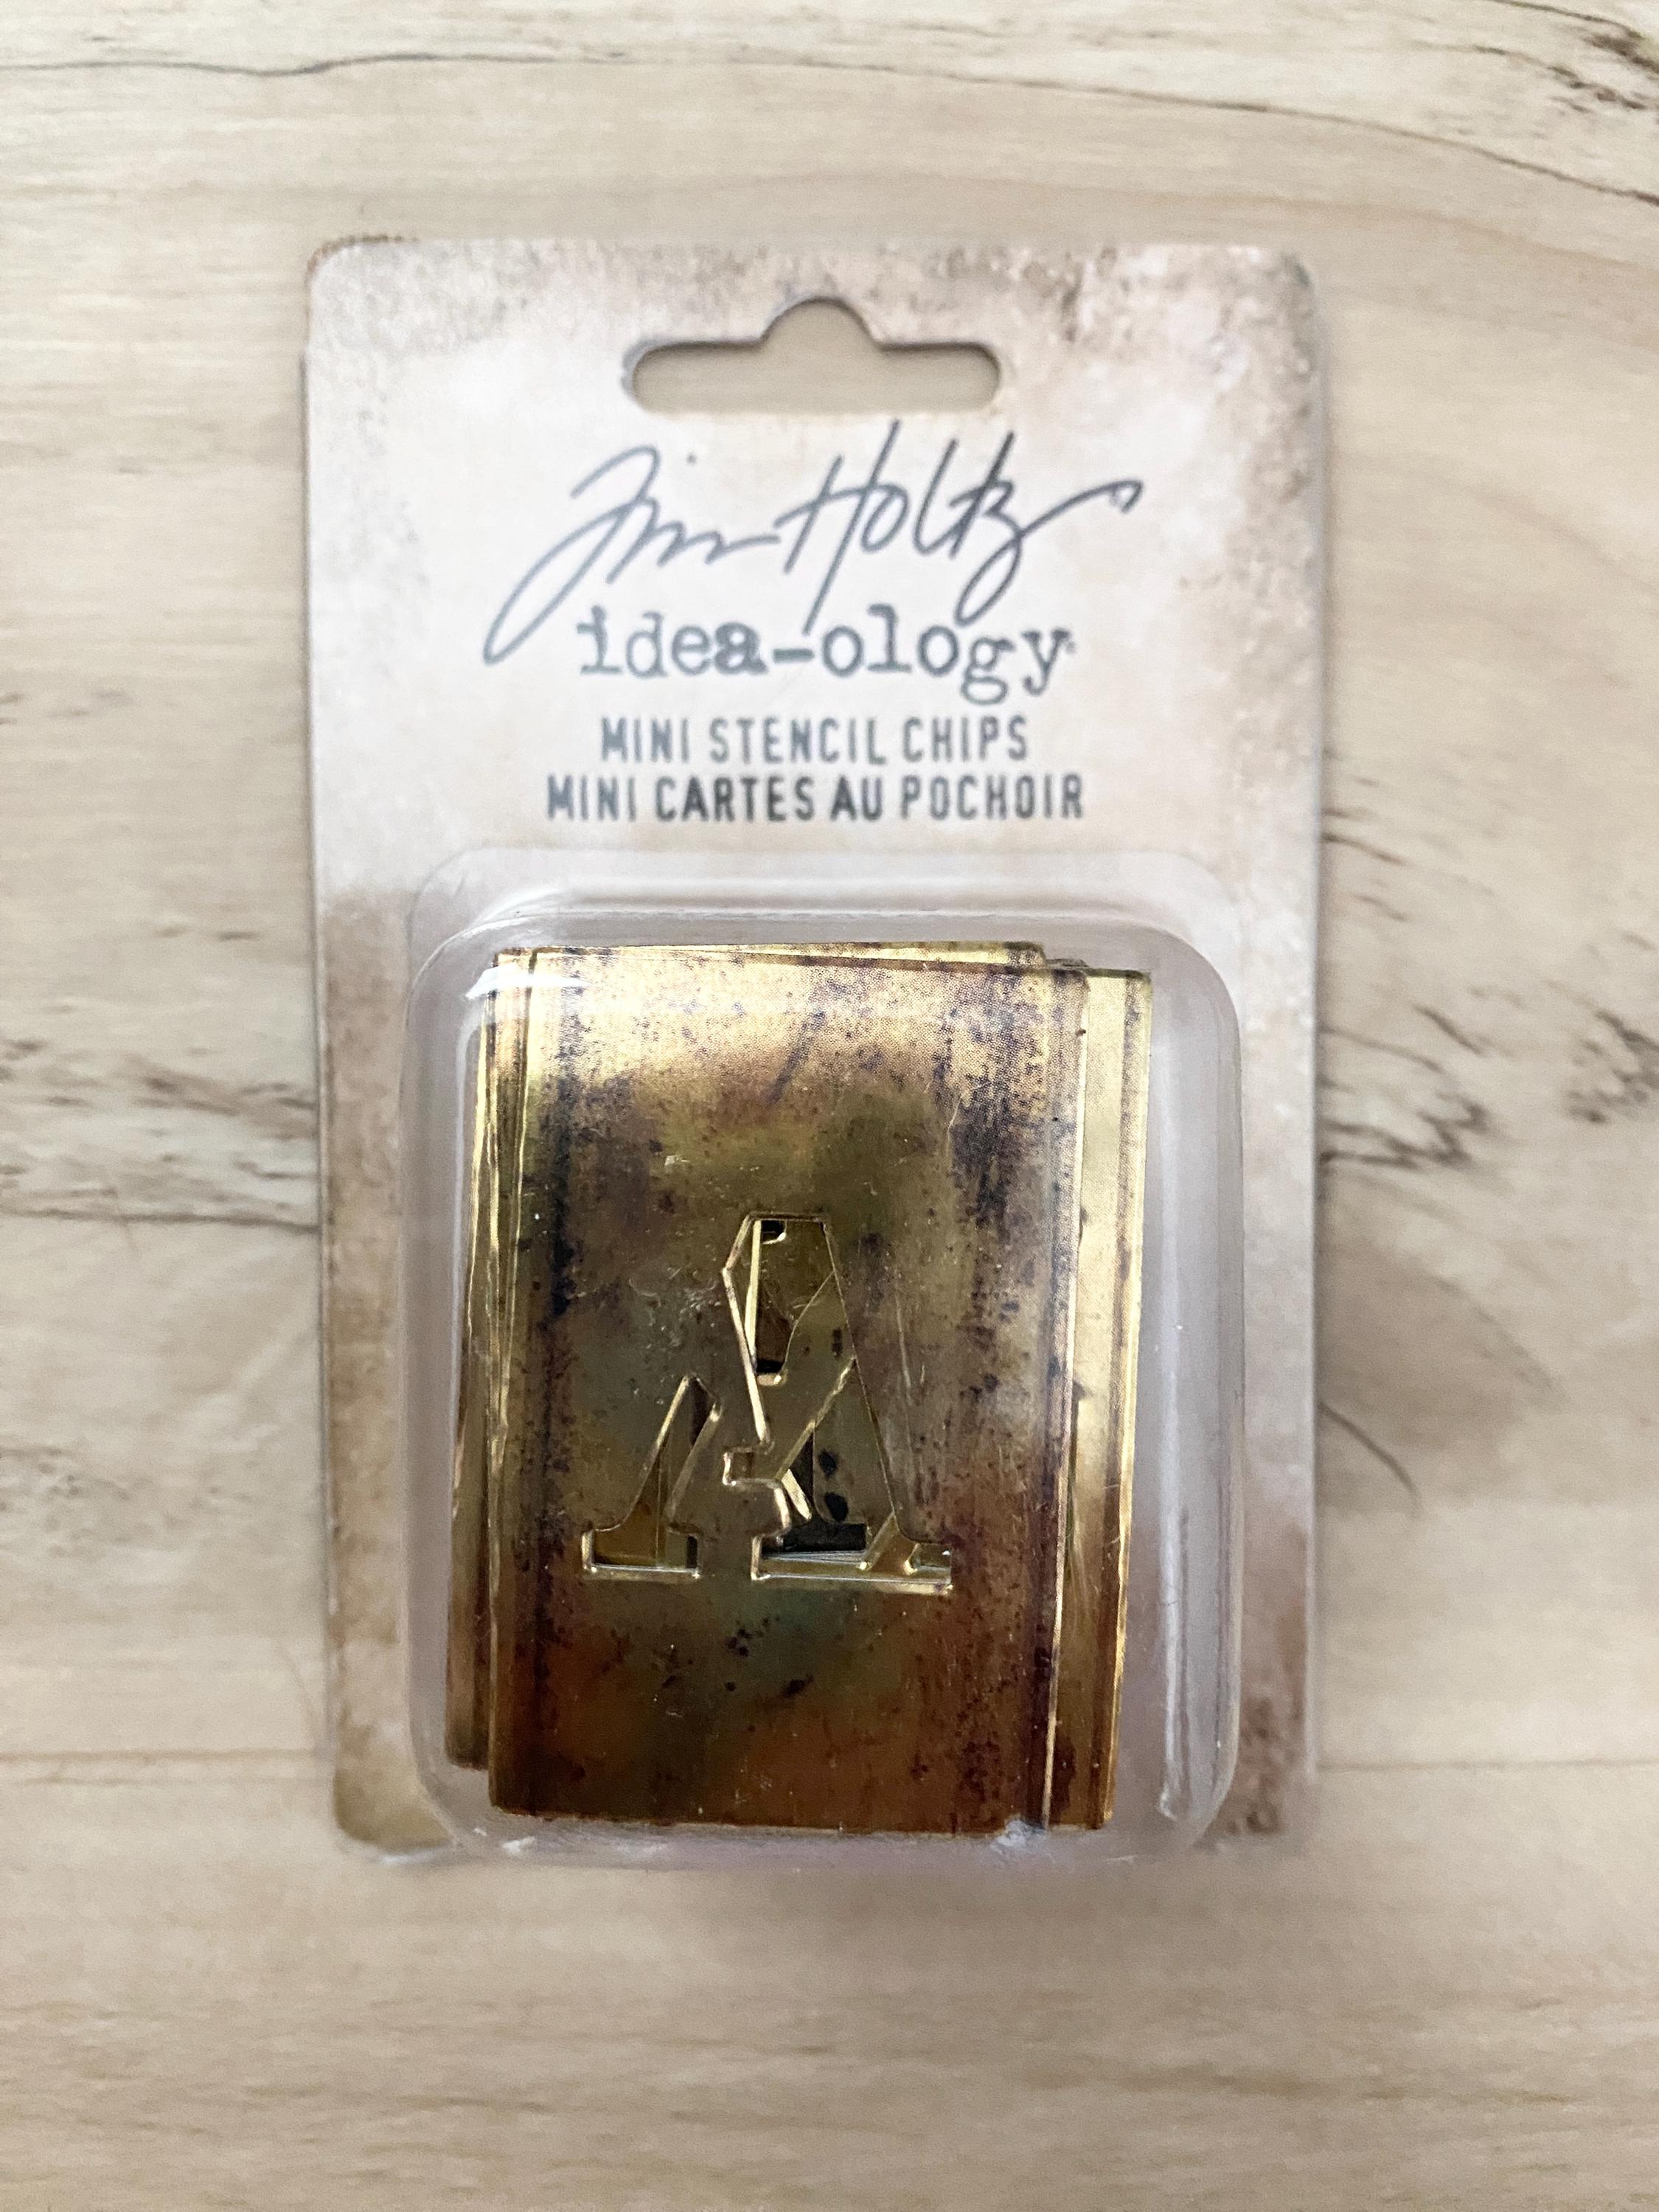 Tim Holtz
idea-ology
MINI STENCIL CHIPS
MINI CARTES AU POCHOIR
A